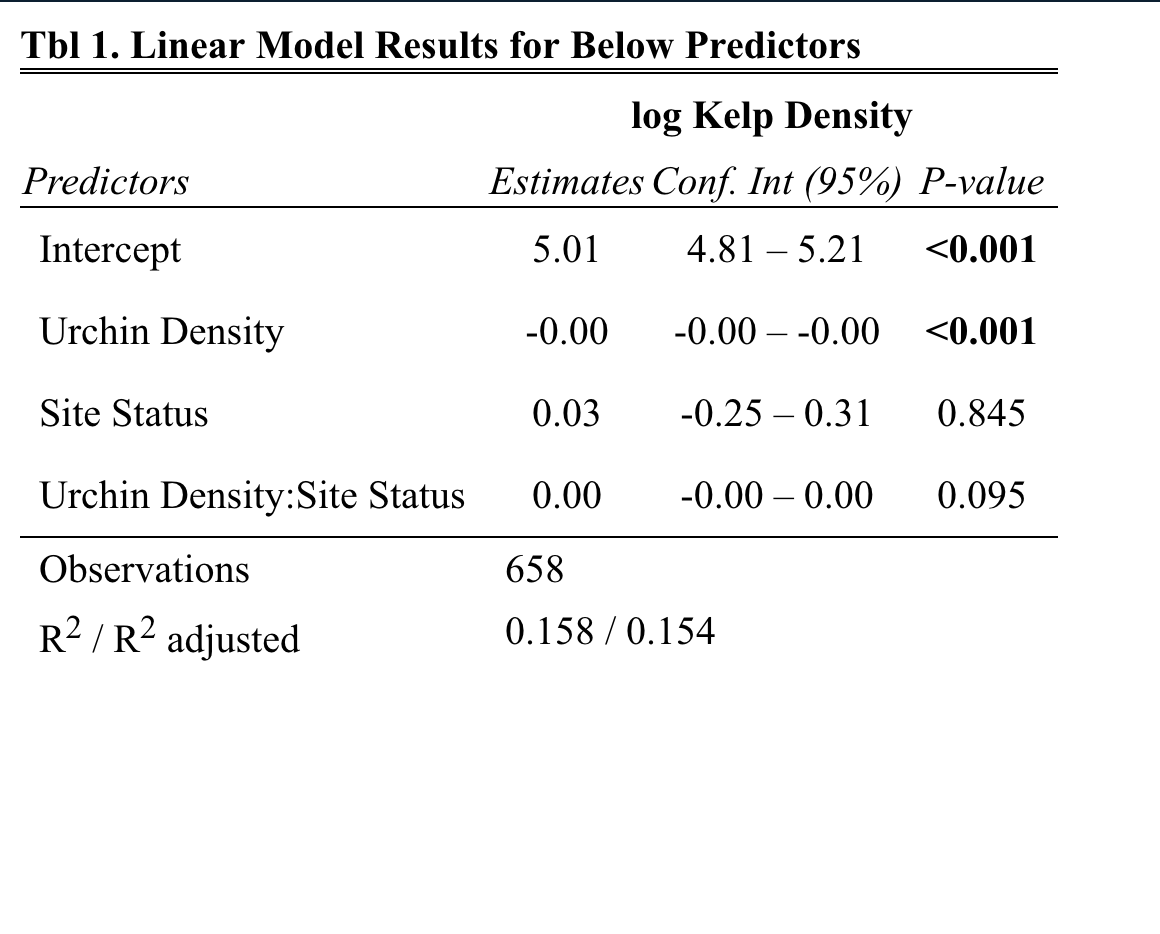 Tbl 1. Linear Model Results for Below Predictors
log Kelp Density
Predictors Estimates Conf. Int (95%) P-value
Intercept 5.01 4.81 – 5.21 <0.001
Urchin Density -0.00 -0.00 – -0.00 <0.001
Site Status 0.03 -0.25 – 0.31 0.845
Urchin Density:Site Status 0.00 -0.00 – 0.00 0.095
Observations 658
R² / R² adjusted 0.158 / 0.154